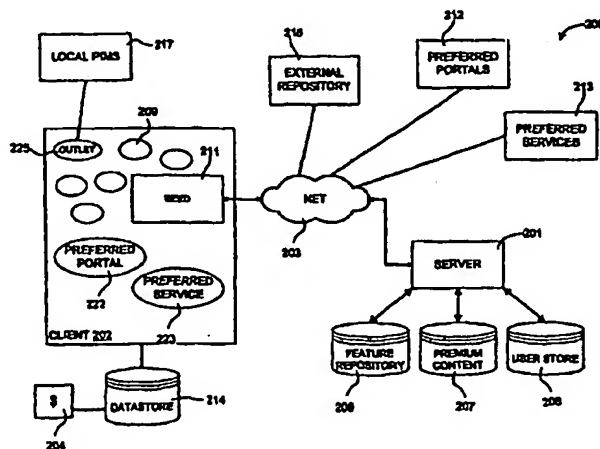 217
LOCAL PIMS
215
EXTERNAL
REPOSITORY
212
PREFERRED
PORTALS
200
213
PREFERRED
SERVICES
225
OUTLET
209
211
SEED
NET
203
PREFERRED
PORTAL
222
PREFERRED
SERVICE
223
CLIENT 202
201
SERVER
FEATURE
REPOSITORY
PREMIUM
CONTENT
USER STORE
206
207
208
$
204
DATASTORE
214